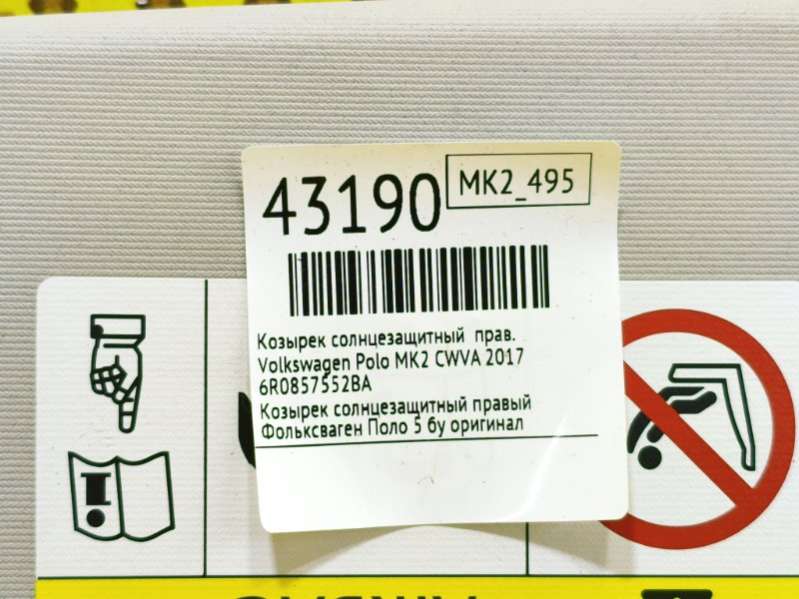 43190
MK2_495
Козырек солнцезащитный прав.
Volkswagen Polo MK2 CWVA 2017
6R0857552BA
Козырек солнцезащитный правый
Фольксваген Поло 5 бу оригинал